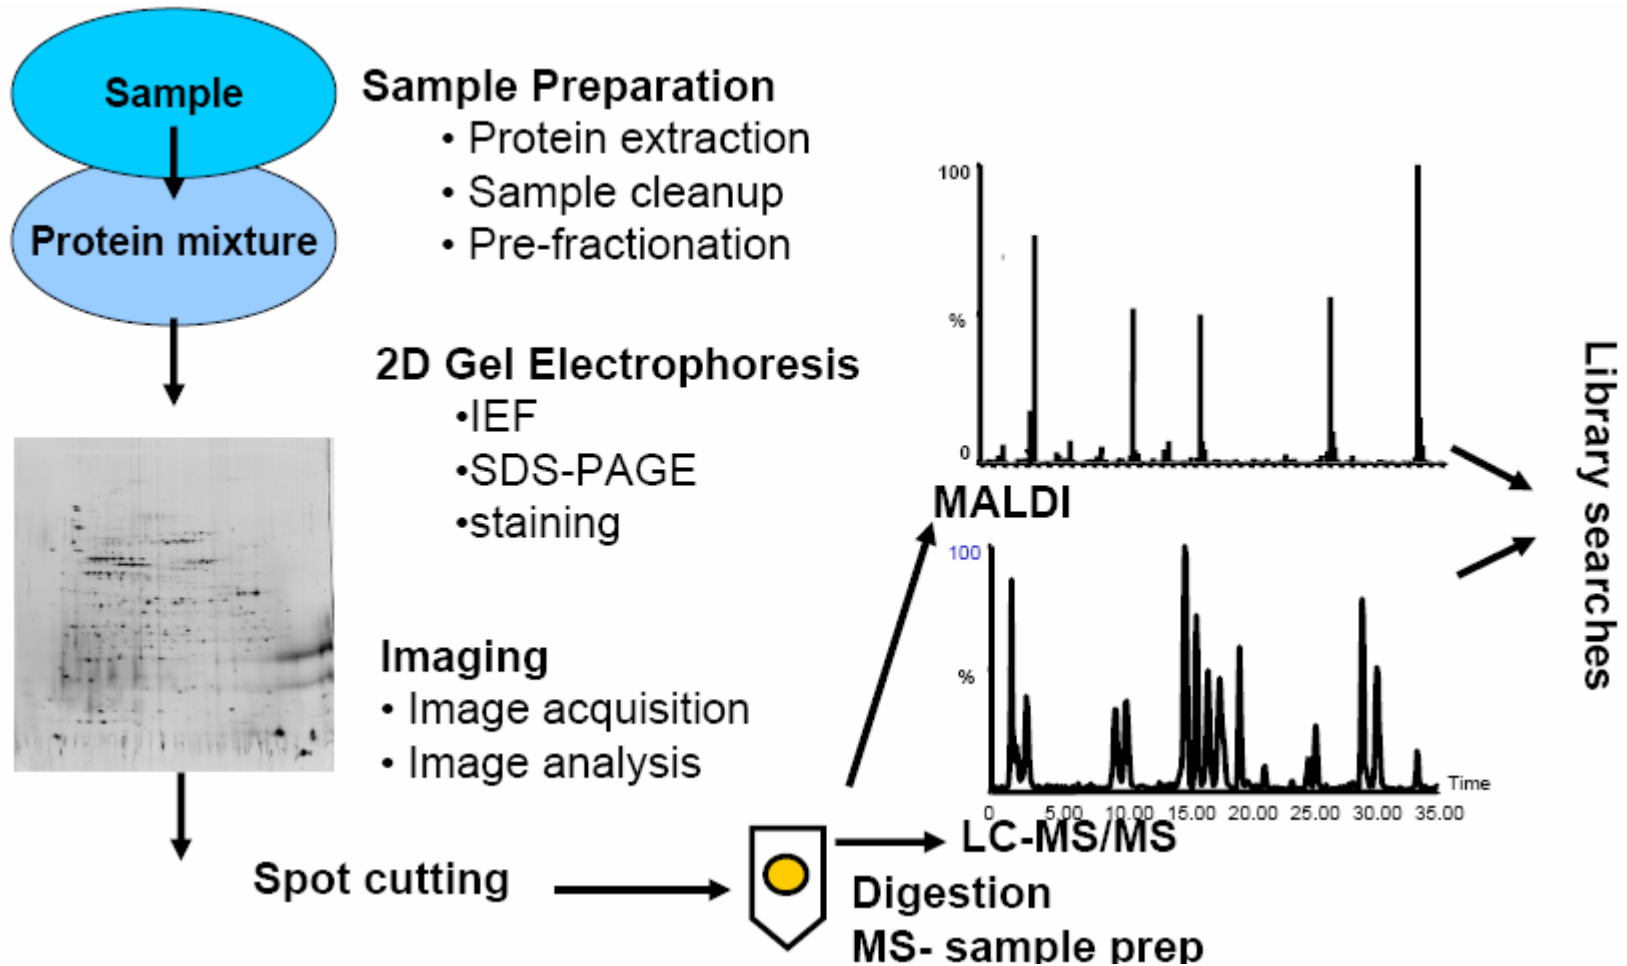 Sample
Protein mixture
Sample Preparation
• Protein extraction
• Sample cleanup
• Pre-fractionation
2D Gel Electrophoresis
•IEF
•SDS-PAGE
•staining
Imaging
• Image acquisition
• Image analysis
Spot cutting
100
%
0
MALDI
100
%
Time
0 5.00 10.00 15.00 20.00 25.00 30.00 35.00
LC-MS/MS
Digestion
MS- sample prep
Library searches